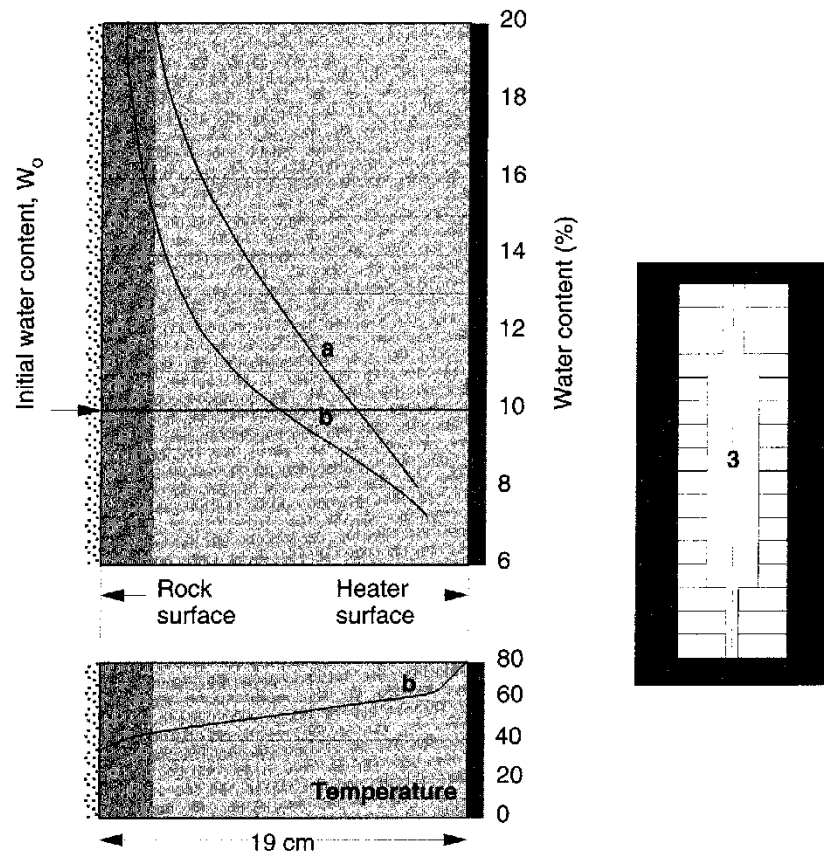 20
18
16
14
12
10
8
6
Initial water content, Wo
Water content (%)
a
b
3
Rock surface
Heater surface
80
60
40
20
0
b
Temperature
19 cm